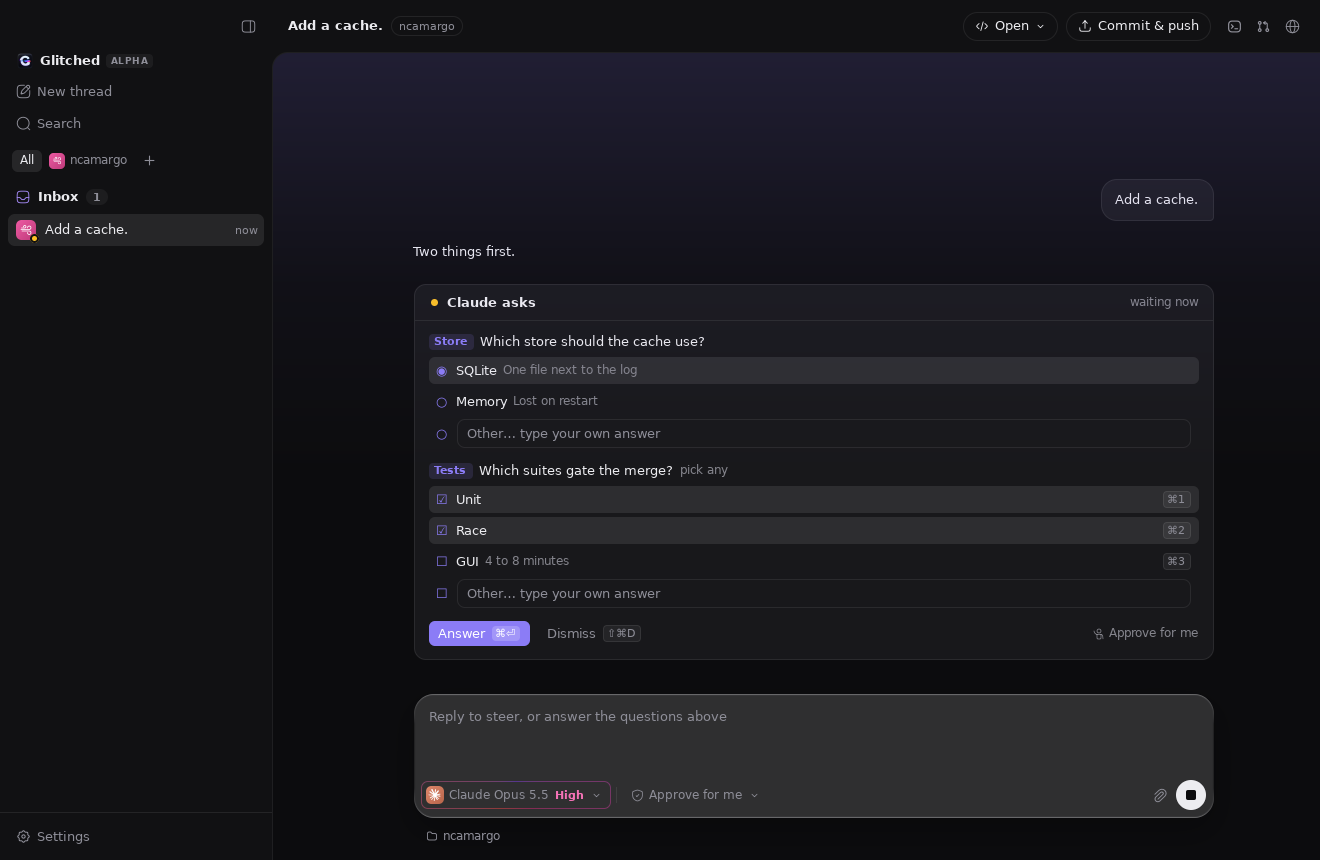 Add a cache. ncamargo
Open
Commit & push
Glitched ALPHA
New thread
Search
All ncamargo
Inbox 1
Add a cache. now
Settings
Add a cache.
Two things first.
Claude asks waiting now
Store Which store should the cache use?
SQLite One file next to the log
Memory Lost on restart
Other... type your own answer
Tests Which suites gate the merge? pick any
Unit ⌘1
Race ⌘2
GUI 4 to 8 minutes ⌘3
Other... type your own answer
Answer ⌘⏎ Dismiss ⇧⌘D Approve for me
Reply to steer, or answer the questions above
Claude Opus 5.5 High Approve for me
ncamargo